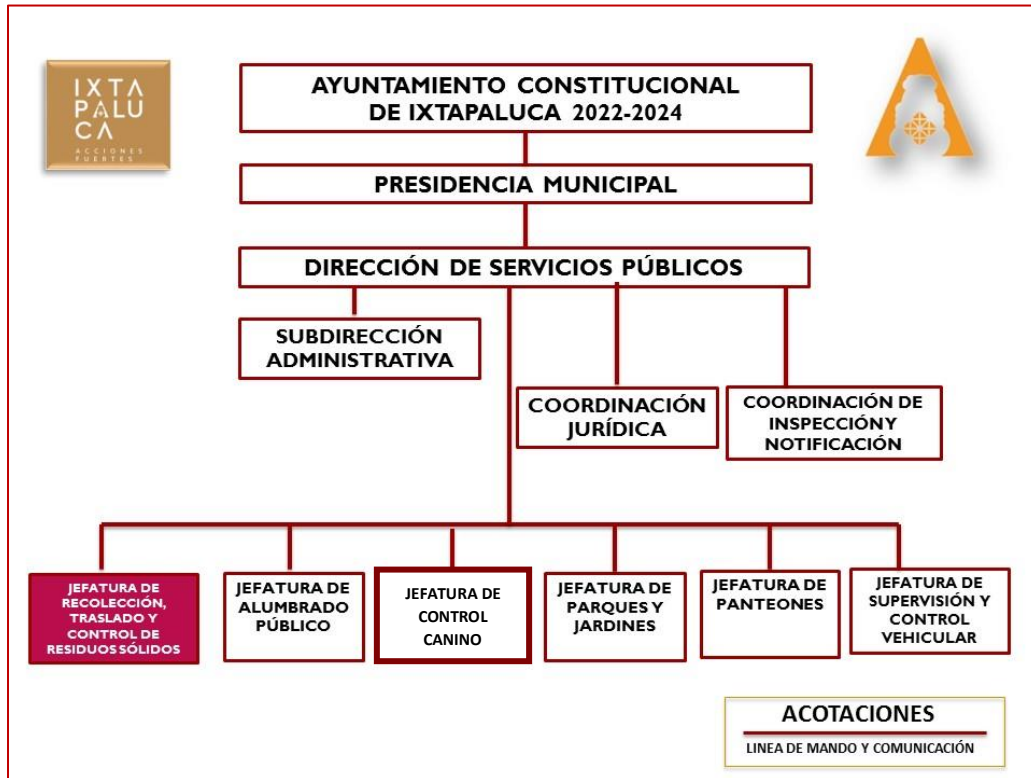 IXTA
PALU
CA
ACCIONES
FUERTES
AYUNTAMIENTO CONSTITUCIONAL
DE IXTAPALUCA 2022-2024
PRESIDENCIA MUNICIPAL
DIRECCIÓN DE SERVICIOS PÚBLICOS
SUBDIRECCIÓN
ADMINISTRATIVA
COORDINACIÓN
JURÍDICA
COORDINACIÓN DE
INSPECCIÓNY
NOTIFICACIÓN
JEFATURA DE
RECOLECCIÓN,
TRASLADO Y
CONTROL DE
RESIDUOS SÓLIDOS
JEFATURA DE
ALUMBRADO
PÚBLICO
JEFATURA DE
CONTROL
CANINO
JEFATURA DE
PARQUES Y
JARDINES
JEFATURA DE
PANTEONES
JEFATURA DE
SUPERVISIÓN Y
CONTROL
VEHICULAR
ACOTACIONES
LINEA DE MANDO Y COMUNICACIÓN